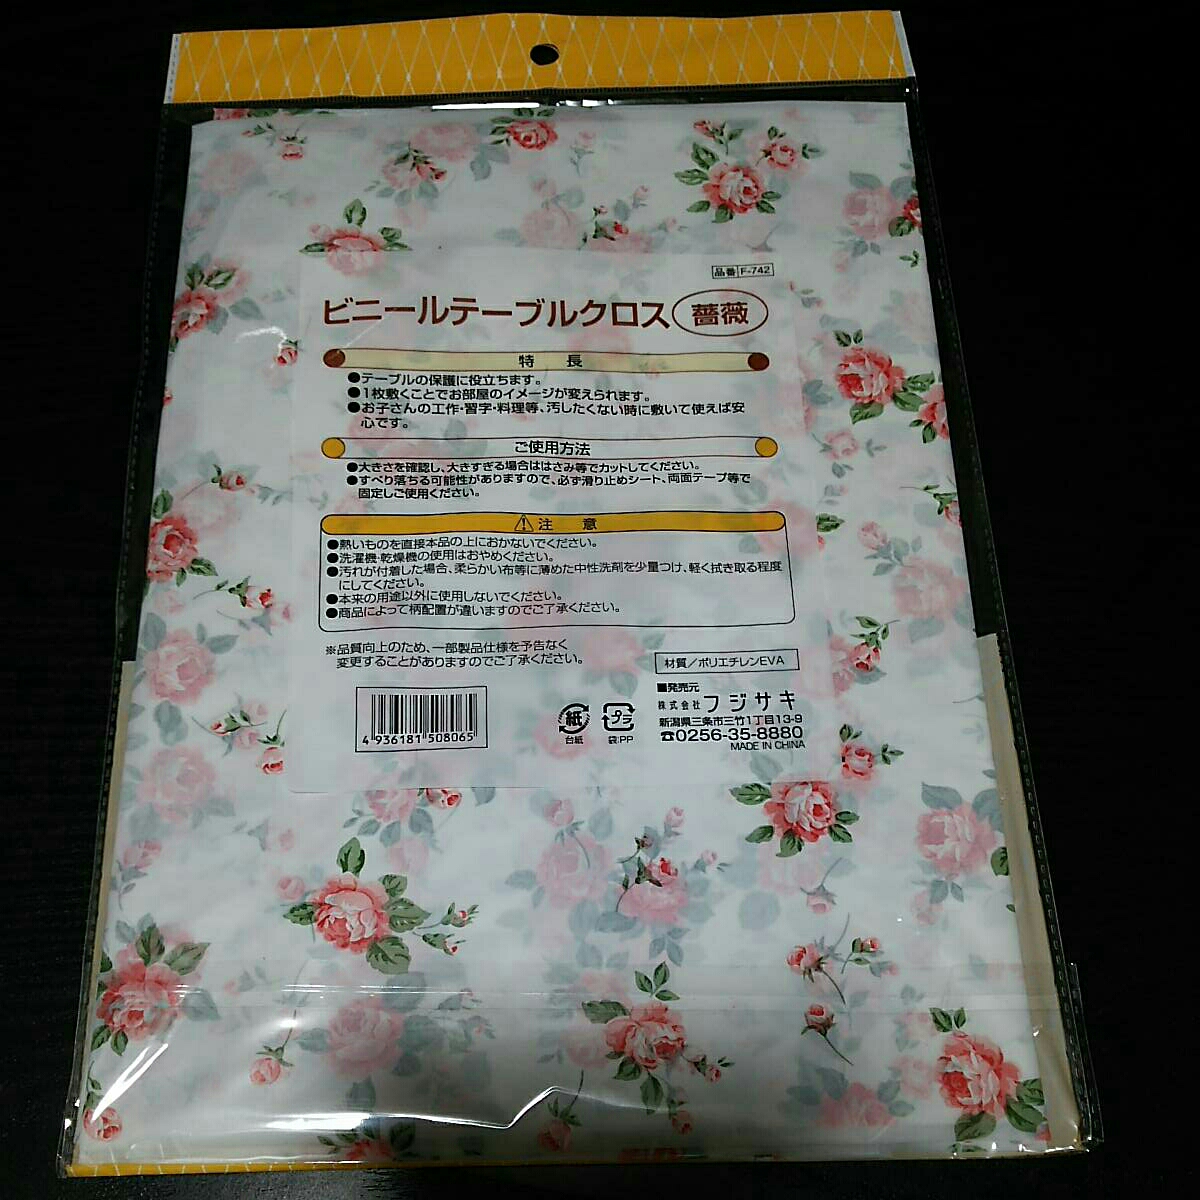 品番 F-742
ビニールテーブルクロス 薔薇
特長
●テーブルの保護に役立ちます。
●1枚敷くことでお部屋のイメージが変えられます。
●お子さんの工作・習字・料理等、汚したくない時に敷いて使えば安
心です。
ご使用方法
●大きさを確認し、大きすぎる場合ははさみ等でカットしてください。
●すべり落ちる可能性がありますので、必ず滑り止めシート、両面テープ等で
固定しご使用ください。
⚠注意
●熱いものを直接本品の上におかないでください。
●洗濯機・乾燥機の使用はおやめください。
●汚れが付着した場合、柔らかい布等に薄めた中性洗剤を少量つけ、軽く拭き取る程度
にしてください。
●本来の用途以外に使用しないでください。
●商品によって柄配置が違いますのでご了承ください。
※品質向上のため、一部製品仕様を予告なく
変更することがありますのでご了承ください。
材質/ポリエチレンEVA
■発売元
株式会社フジサキ
新潟県三条市三竹1丁目13-9
☎0256-35-8880
MADE IN CHINA
4 936181 508065
紙
台紙
プラ
袋:PP